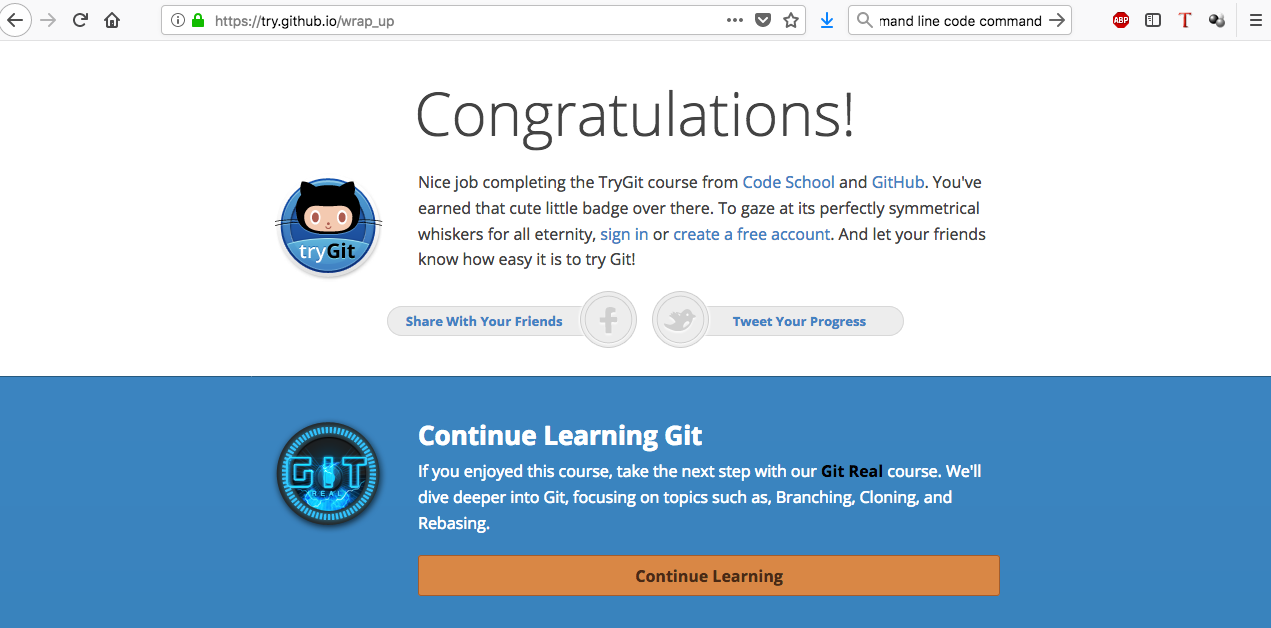 https://try.github.io/wrap_up
mand line code command
ABP
T
Congratulations!
Nice job completing the TryGit course from Code School and GitHub. You've
earned that cute little badge over there. To gaze at its perfectly symmetrical
whiskers for all eternity, sign in or create a free account. And let your friends
know how easy it is to try Git!
tryGit
Share With Your Friends
Tweet Your Progress
Continue Learning Git
If you enjoyed this course, take the next step with our Git Real course. We'll
dive deeper into Git, focusing on topics such as, Branching, Cloning, and
Rebasing.
GIT
REAL
Continue Learning